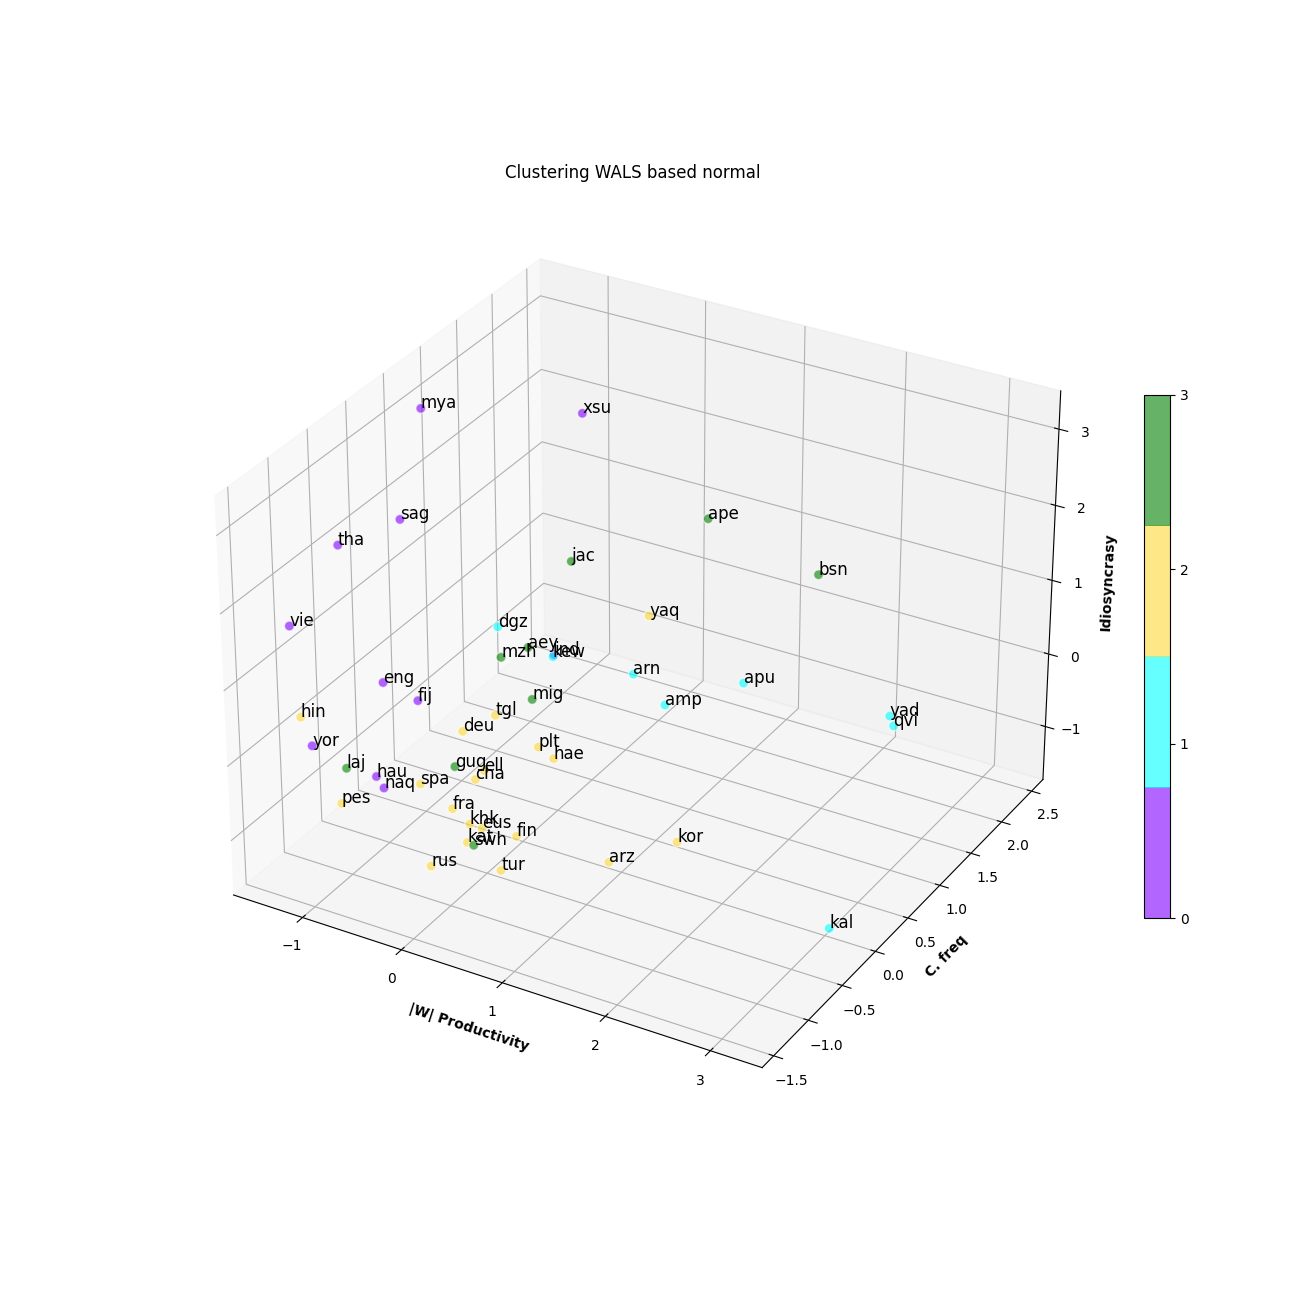 Clustering WALS based normal
mya
xsu
sag
ape
tha
jac
bsn
yaq
vie
dgz
aey
mzh
kew
arn
eng
apu
fij
mig
amp
hin
tgl
yad
qvi
deu
yor
plt
hae
laj
guq
ell
hau
cha
naq
spa
pes
fra
khk
eus
fin
kat
swh
kor
rus
tur
arz
kal
3
2
1
0
−1
Idiosyncrasy
2.5
2.0
1.5
1.0
0.5
0.0
−0.5
−1.0
−1.5
C. freq
−1
0
1
2
3
|W| Productivity
3
2
1
0